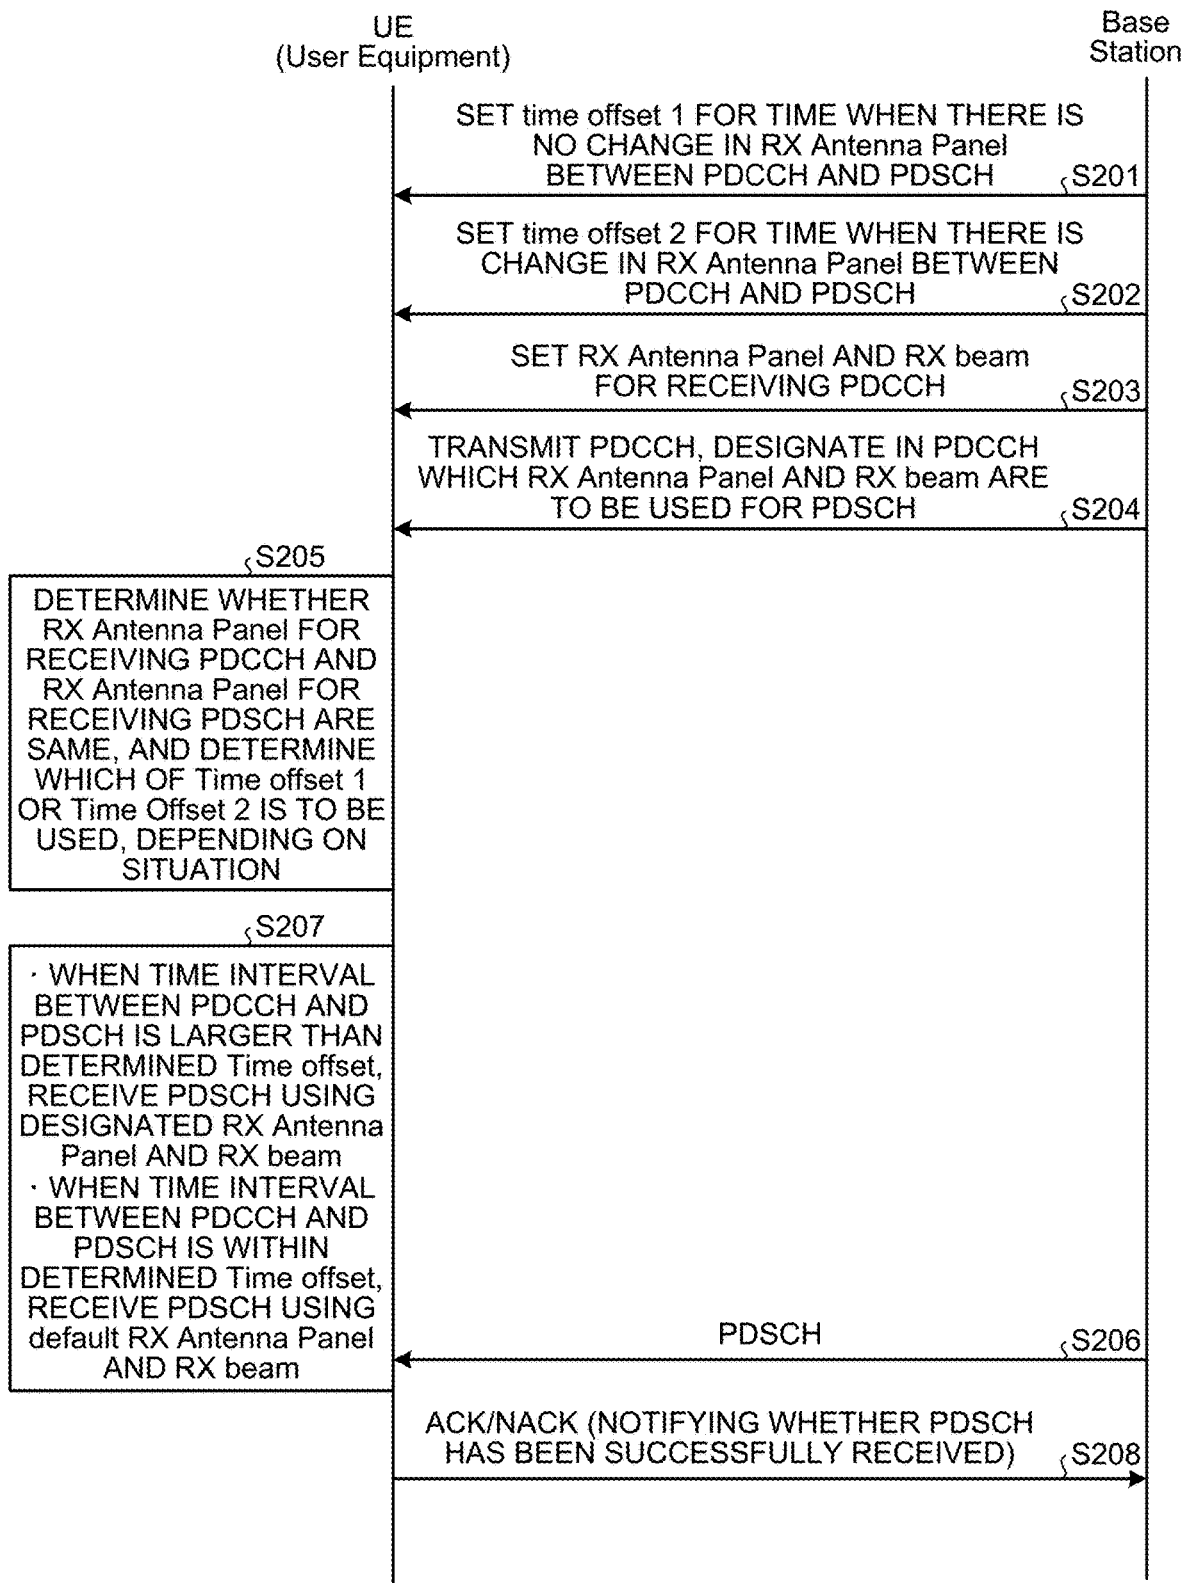 UE
(User Equipment)
Base
Station
SET time offset 1 FOR TIME WHEN THERE IS
NO CHANGE IN RX Antenna Panel
BETWEEN PDCCH AND PDSCH
S201
SET time offset 2 FOR TIME WHEN THERE IS
CHANGE IN RX Antenna Panel BETWEEN
PDCCH AND PDSCH
S202
SET RX Antenna Panel AND RX beam
FOR RECEIVING PDCCH
S203
TRANSMIT PDCCH, DESIGNATE IN PDCCH
WHICH RX Antenna Panel AND RX beam ARE
TO BE USED FOR PDSCH
S204
S205
DETERMINE WHETHER
RX Antenna Panel FOR
RECEIVING PDCCH AND
RX Antenna Panel FOR
RECEIVING PDSCH ARE
SAME, AND DETERMINE
WHICH OF Time offset 1
OR Time Offset 2 IS TO BE
USED, DEPENDING ON
SITUATION
S207
· WHEN TIME INTERVAL
BETWEEN PDCCH AND
PDSCH IS LARGER THAN
DETERMINED Time offset,
RECEIVE PDSCH USING
DESIGNATED RX Antenna
Panel AND RX beam
· WHEN TIME INTERVAL
BETWEEN PDCCH AND
PDSCH IS WITHIN
DETERMINED Time offset,
RECEIVE PDSCH USING
default RX Antenna Panel
AND RX beam
PDSCH
S206
ACK/NACK (NOTIFYING WHETHER PDSCH
HAS BEEN SUCCESSFULLY RECEIVED)
S208